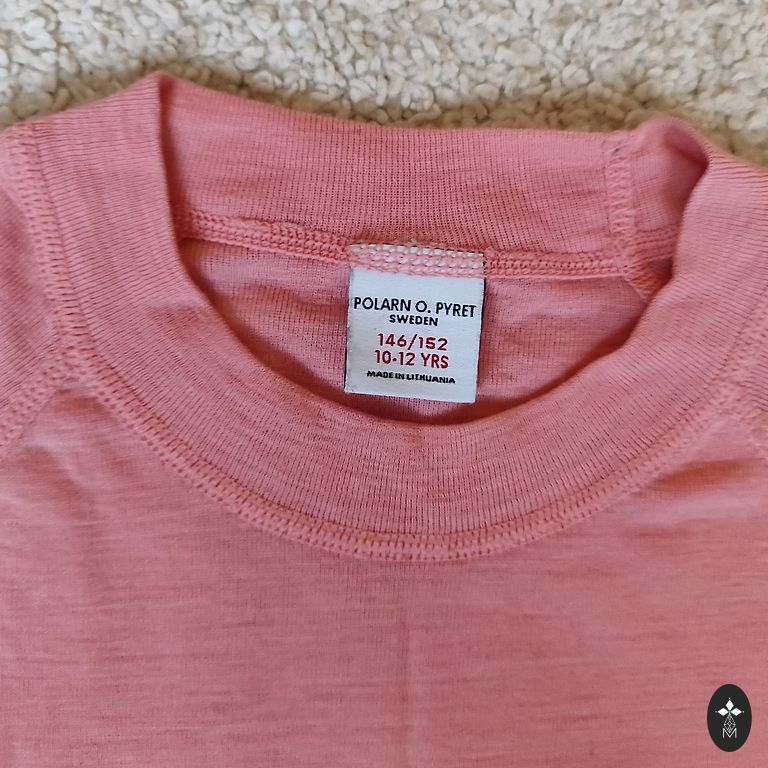 POLARN O. PYRET
SWEDEN
146/152
10-12 YRS
MADE IN LITHUANIA
M